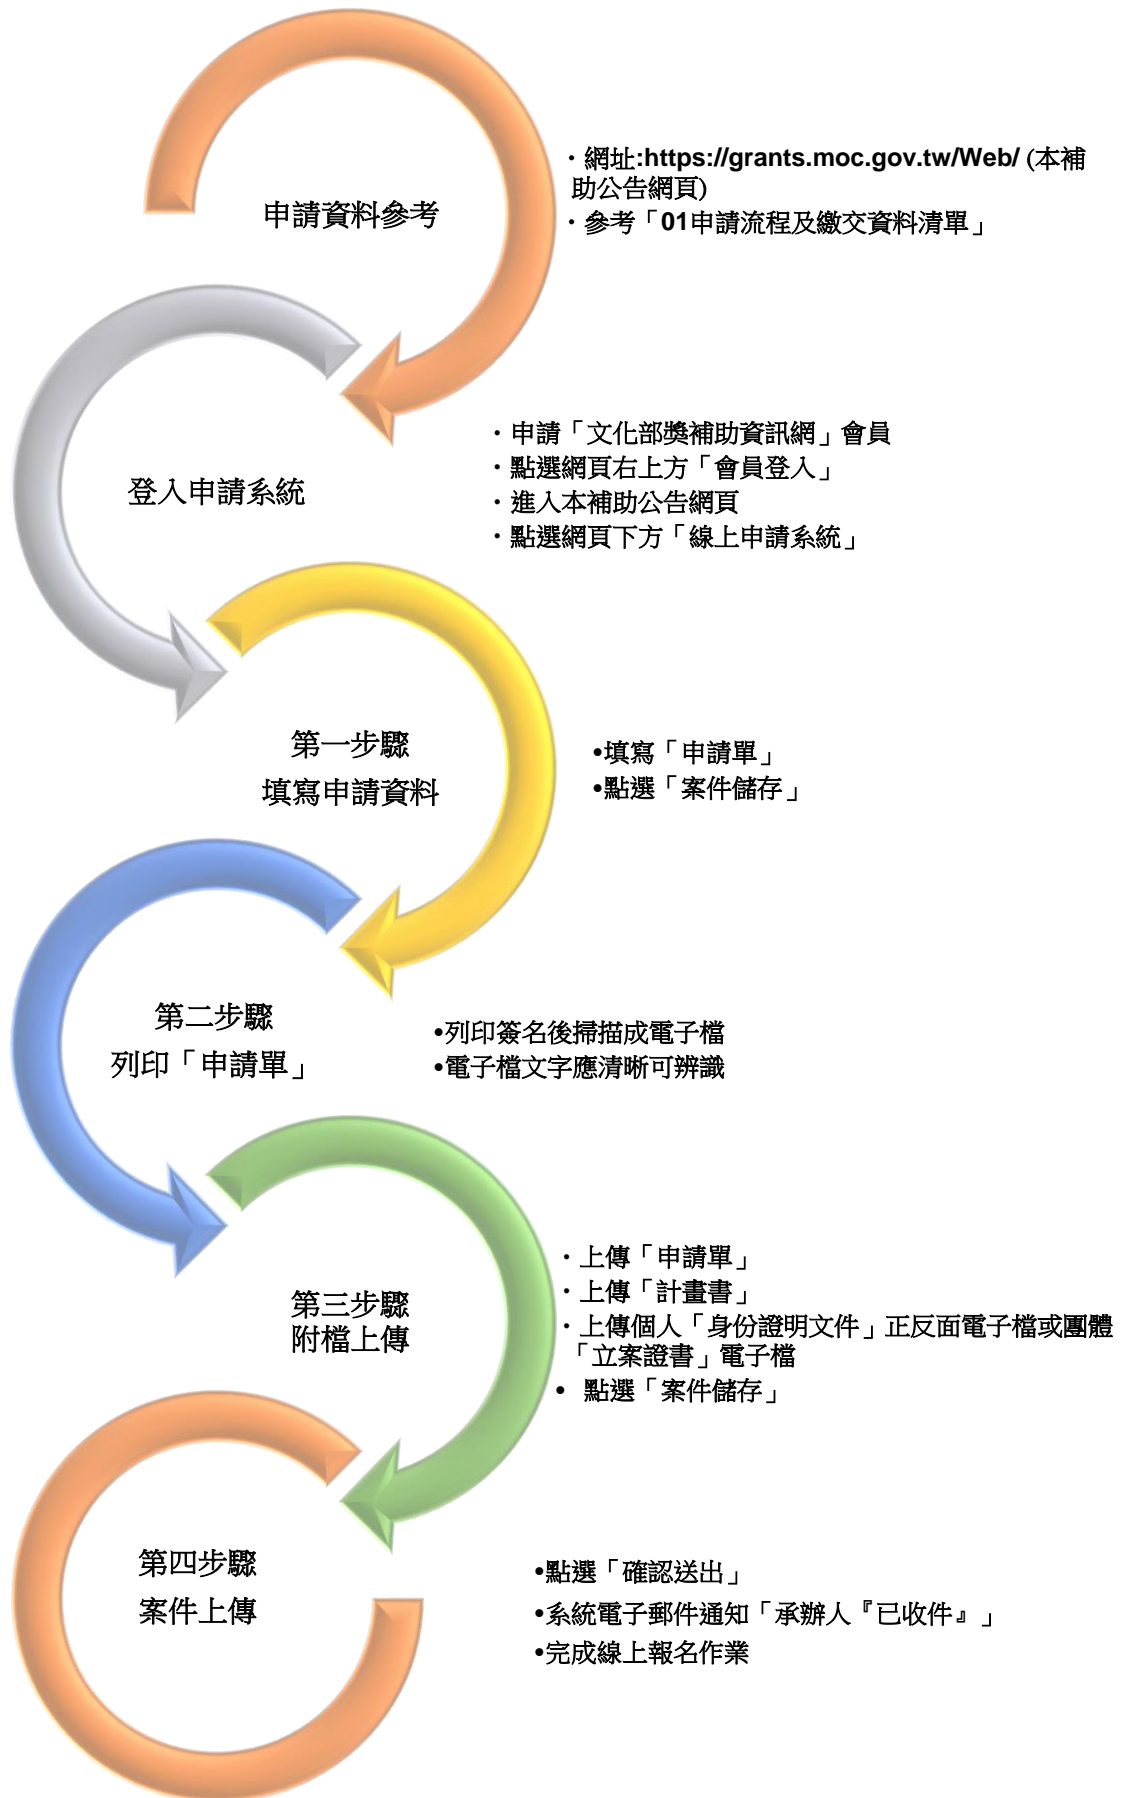 申請資料參考
・網址:https://grants.moc.gov.tw/Web/ (本補
助公告網頁)
・參考「01申請流程及繳交資料清單」
登入申請系統
・申請「文化部獎補助資訊網」會員
・點選網頁右上方「會員登入」
・進入本補助公告網頁
・點選網頁下方「線上申請系統」
第一步驟
填寫申請資料
•填寫「申請單」
•點選「案件儲存」
第二步驟
列印「申請單」
•列印簽名後掃描成電子檔
•電子檔文字應清晰可辨識
第三步驟
附檔上傳
・上傳「申請單」
・上傳「計畫書」
・上傳個人「身份證明文件」正反面電子檔或團體
「立案證書」電子檔
• 點選「案件儲存」
第四步驟
案件上傳
•點選「確認送出」
•系統電子郵件通知「承辦人『已收件』」
•完成線上報名作業